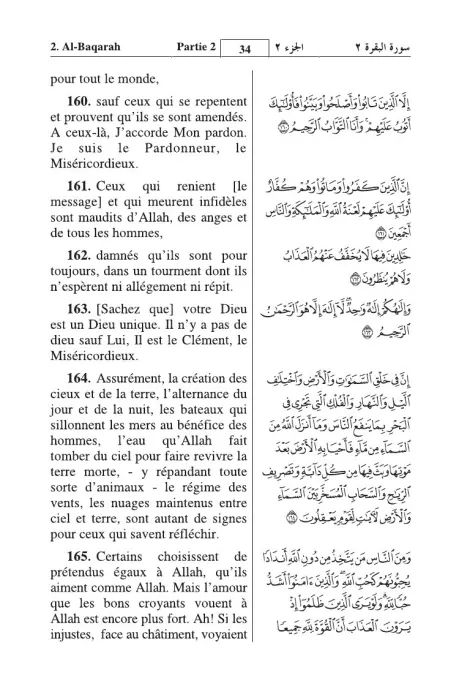 2. Al-Baqarah Partie 2 34 الجزء ٢ سورة البقرة ٢
pour tout le monde,
160. sauf ceux qui se repentent
et prouvent qu'ils se sont amendés.
A ceux-là, J'accorde Mon pardon.
Je suis le Pardonneur, le
Miséricordieux.
161. Ceux qui renient [le
message] et qui meurent infidèles
sont maudits d'Allah, des anges et
de tous les hommes,
162. damnés qu'ils sont pour
toujours, dans un tourment dont ils
n'espèrent ni allégement ni répit.
163. [Sachez que] votre Dieu
est un Dieu unique. Il n'y a pas de
dieu sauf Lui, Il est le Clément, le
Miséricordieux.
164. Assurément, la création des
cieux et de la terre, l'alternance du
jour et de la nuit, les bateaux qui
sillonnent les mers au bénéfice des
hommes, l'eau qu'Allah fait
tomber du ciel pour faire revivre la
terre morte, - y répandant toute
sorte d'animaux - le régime des
vents, les nuages maintenus entre
ciel et terre, sont autant de signes
pour ceux qui savent réfléchir.
165. Certains choisissent de
prétendus égaux à Allah, qu'ils
aiment comme Allah. Mais l'amour
que les bons croyants vouent à
Allah est encore plus fort. Ah! Si les
injustes, face au châtiment, voyaient
إِلَّا ٱلَّذِينَ تَابُوا۟ وَأَصْلَحُوا۟ وَبَيَّنُوا۟ فَأُو۟لَٰٓئِكَ
أَتُوبُ عَلَيْهِمْ ۚ وَأَنَا ٱلتَّوَّابُ ٱلرَّحِيمُ ١٦٠
إِنَّ ٱلَّذِينَ كَفَرُوا۟ وَمَاتُوا۟ وَهُمْ كُفَّارٌ
أُو۟لَٰٓئِكَ عَلَيْهِمْ لَعْنَةُ ٱللَّهِ وَٱلْمَلَٰٓئِكَةِ وَٱلنَّاسِ
أَجْمَعِينَ ١٦١
خَٰلِدِينَ فِيهَا ۖ لَا يُخَفَّفُ عَنْهُمُ ٱلْعَذَابُ
وَلَا هُمْ يُنظَرُونَ ١٦٢
وَإِلَٰهُكُمْ إِلَٰهٌ وَٰحِدٌ ۖ لَّآ إِلَٰهَ إِلَّا هُوَ ٱلرَّحْمَٰنُ
ٱلرَّحِيمُ ١٦٣
إِنَّ فِى خَلْقِ ٱلسَّمَٰوَٰتِ وَٱلْأَرْضِ وَٱخْتِلَٰفِ
ٱلَّيْلِ وَٱلنَّهَارِ وَٱلْفُلْكِ ٱلَّتِى تَجْرِى فِى
ٱلْبَحْرِ بِمَا يَنفَعُ ٱلنَّاسَ وَمَآ أَنزَلَ ٱللَّهُ مِنَ
ٱلسَّمَآءِ مِن مَّآءٍ فَأَحْيَا بِهِ ٱلْأَرْضَ بَعْدَ
مَوْتِهَا وَبَثَّ فِيهَا مِن كُلِّ دَآبَّةٍ وَتَصْرِيفِ
ٱلرِّيَٰحِ وَٱلسَّحَابِ ٱلْمُسَخَّرِ بَيْنَ ٱلسَّمَآءِ
وَٱلْأَرْضِ لَءَايَٰتٍ لِّقَوْمٍ يَعْقِلُونَ ١٦٤
وَمِنَ ٱلنَّاسِ مَن يَتَّخِذُ مِن دُونِ ٱللَّهِ أَندَادًا
يُحِبُّونَهُمْ كَحُبِّ ٱللَّهِ ۖ وَٱلَّذِينَ ءَامَنُوٓا۟ أَشَدُّ
حُبًّا لِّلَّهِ ۗ وَلَوْ يَرَى ٱلَّذِينَ ظَلَمُوٓا۟ إِذْ
يَرَوْنَ ٱلْعَذَابَ أَنَّ ٱلْقُوَّةَ لِلَّهِ جَمِيعًا